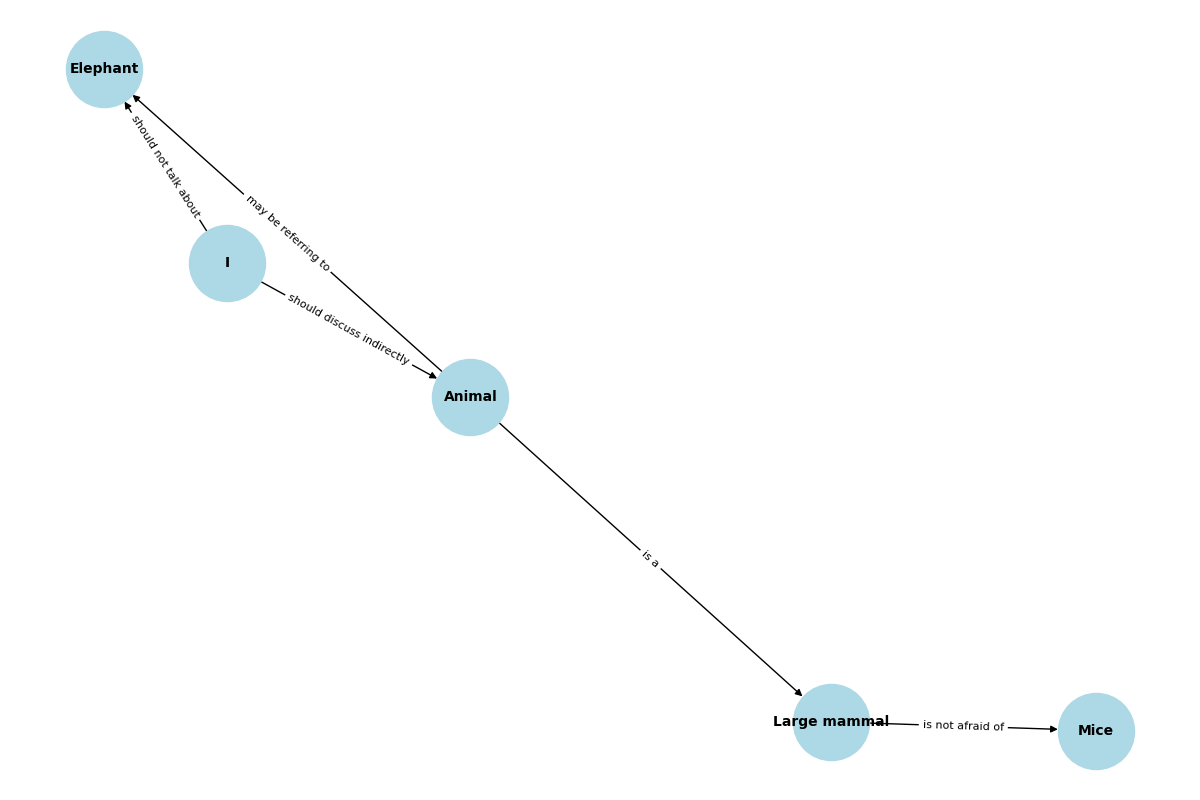 Elephant
should not talk about
may be referring to
I
should discuss indirectly
Animal
is a
Large mammal
is not afraid of
Mice